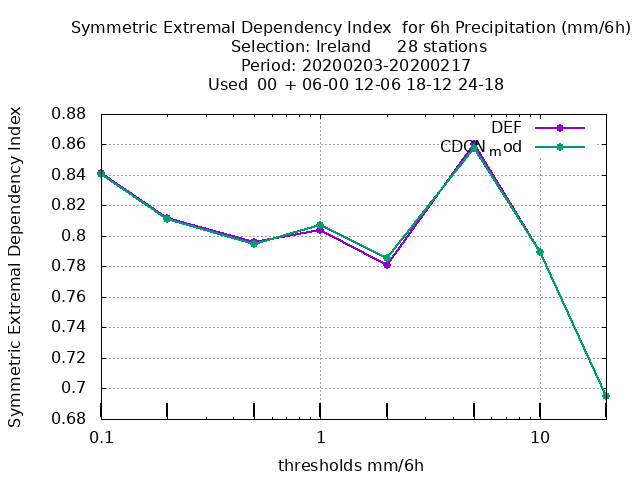 Symmetric Extremal Dependency Index  for 6h Precipitation (mm/6h)
Selection: Ireland     28 stations
Period: 20200203-20200217
Used  00  + 06-00 12-06 18-12 24-18
Symmetric Extremal Dependency Index
0.88
0.86
0.84
0.82
0.8
0.78
0.76
0.74
0.72
0.7
0.68
DEF
CDCN_mod
0.1
1
10
thresholds mm/6h